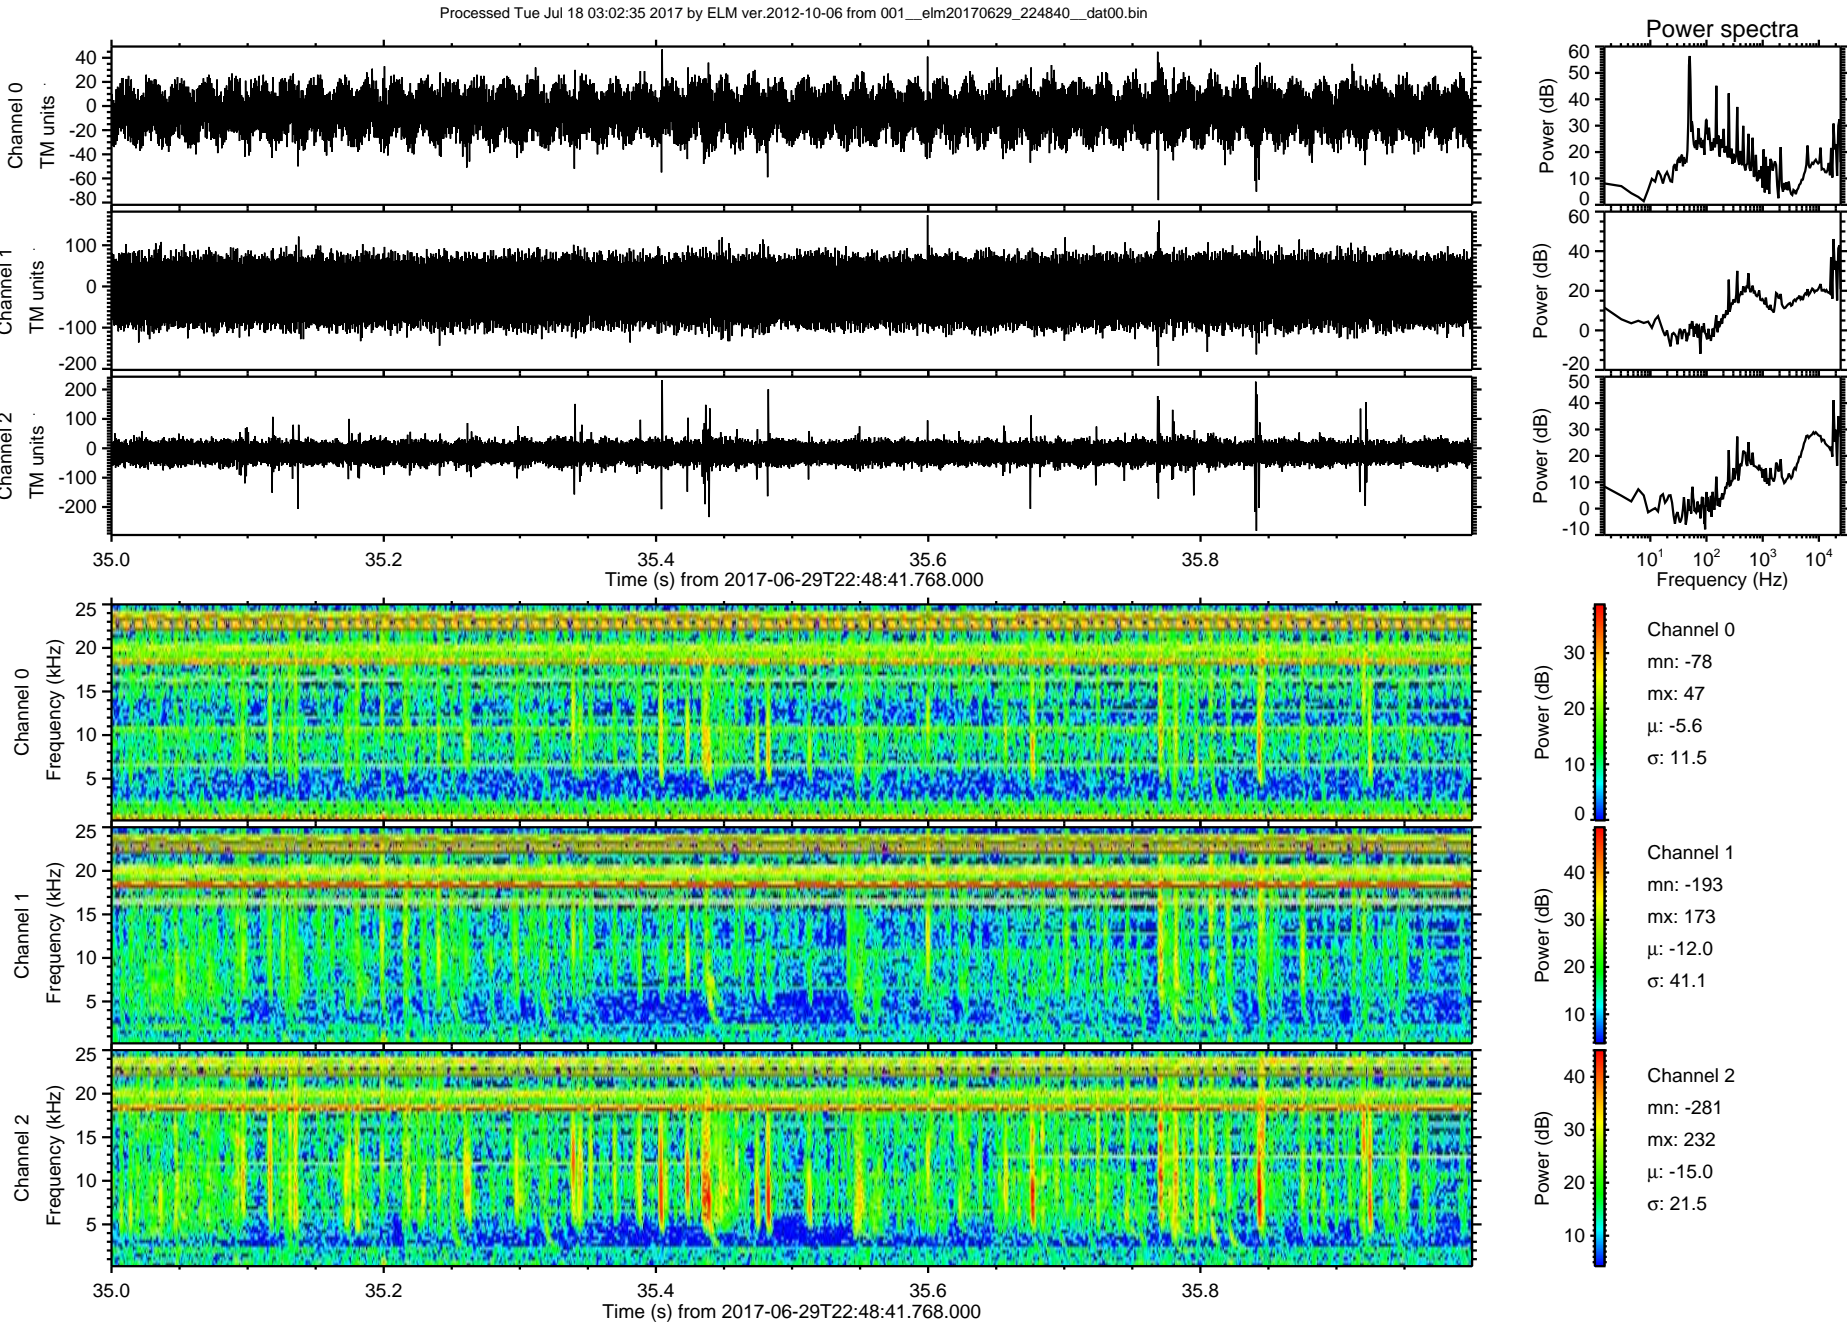 Processed Tue Jul 18 03:02:35 2017 by ELM ver.2012-10-06 from 001__elm20170629_224840__dat00.bin
Power spectra
Channel 0
TM units
40
20
0
-20
-40
-60
-80
Power (dB)
60
50
40
30
20
10
0
Channel 1
TM units
100
0
-100
-200
Power (dB)
60
40
20
0
-20
Channel 2
TM units
200
100
0
-100
-200
Power (dB)
50
40
30
20
10
0
-10
35.0 35.2 35.4 35.6 35.8
Time (s) from 2017-06-29T22:48:41.768.000
10¹ 10² 10³ 10⁴
Frequency (Hz)
Channel 0
Frequency (kHz)
25
20
15
10
5
Power (dB)
30
20
10
0
Channel 0
mn: -78
mx: 47
μ: -5.6
σ: 11.5
Channel 1
Frequency (kHz)
25
20
15
10
5
Power (dB)
40
30
20
10
Channel 1
mn: -193
mx: 173
μ: -12.0
σ: 41.1
Channel 2
Frequency (kHz)
25
20
15
10
5
Power (dB)
40
30
20
10
Channel 2
mn: -281
mx: 232
μ: -15.0
σ: 21.5
35.0 35.2 35.4 35.6 35.8
Time (s) from 2017-06-29T22:48:41.768.000